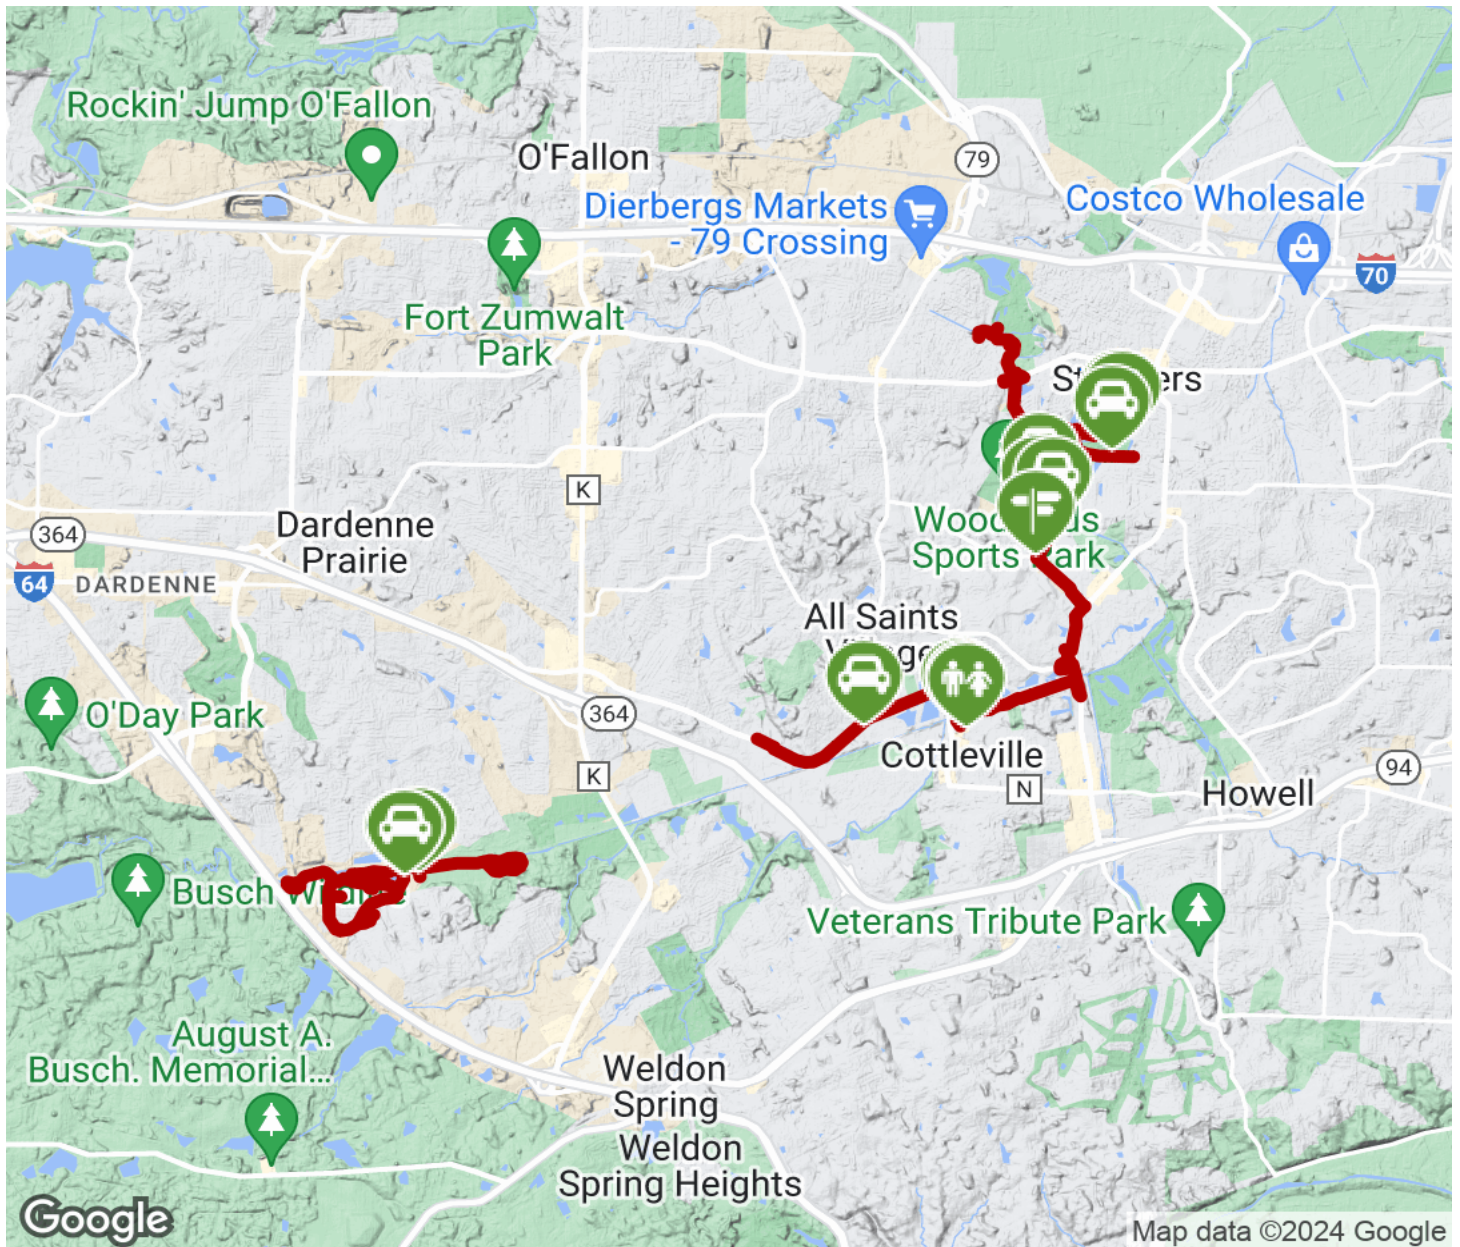 Rockin' Jump O'Fallon
O'Fallon
79
Dierbergs Markets
- 79 Crossing
Costco Wholesale
70
Fort Zumwalt
Park
K
364
Dardenne
Prairie
Sports Park
64
DARDENNE
All Saints
O'Day Park
364
Cottleville
K
N
94
Howell
Busch
Veterans Tribute Park
August A.
Busch. Memorial...
Weldon
Spring
Weldon
Spring Heights
Google
Map data ©2024 Google